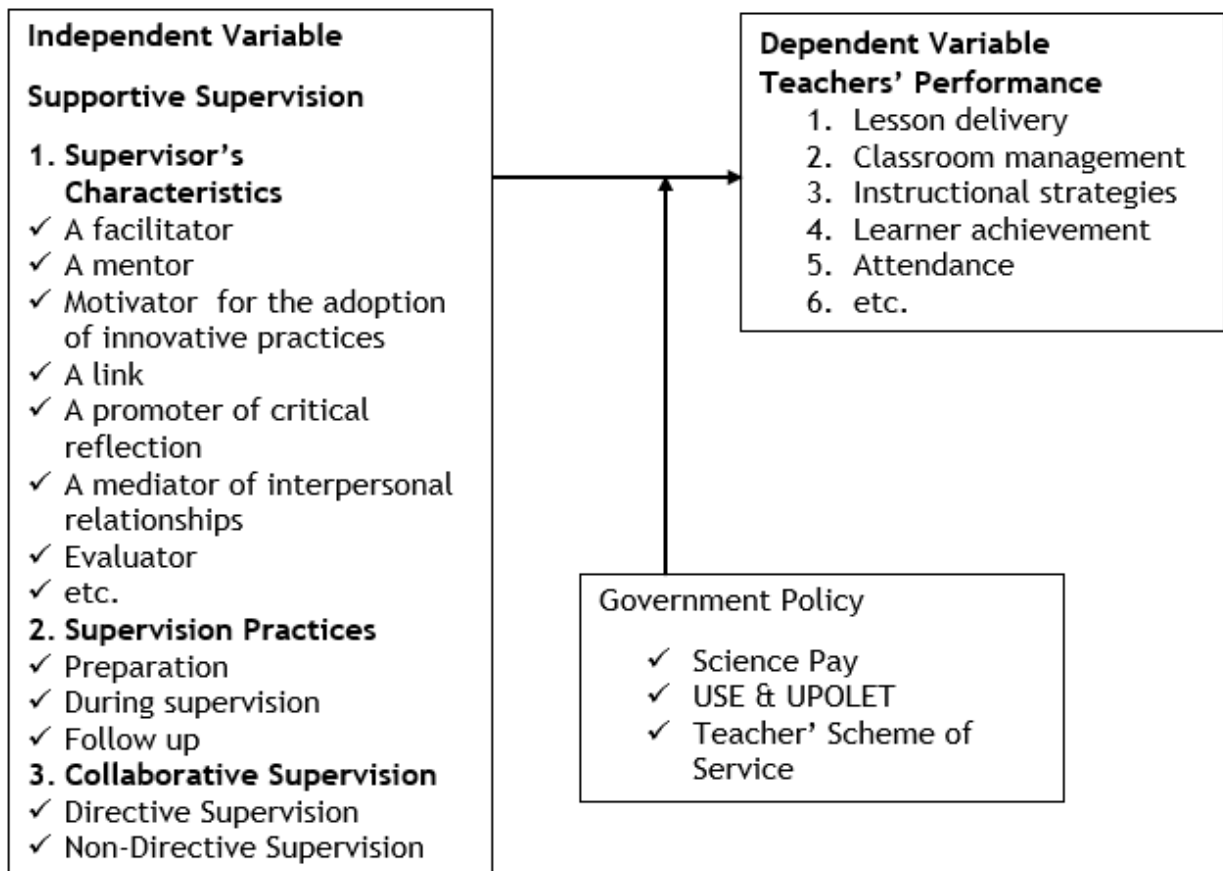 Independent Variable
Supportive Supervision
1. Supervisor’s
Characteristics
✓ A facilitator
✓ A mentor
✓ Motivator for the adoption
of innovative practices
✓ A link
✓ A promoter of critical
reflection
✓ A mediator of interpersonal
relationships
✓ Evaluator
✓ etc.
2. Supervision Practices
✓ Preparation
✓ During supervision
✓ Follow up
3. Collaborative Supervision
✓ Directive Supervision
✓ Non-Directive Supervision
Dependent Variable
Teachers’ Performance
1. Lesson delivery
2. Classroom management
3. Instructional strategies
4. Learner achievement
5. Attendance
6. etc.
Government Policy
✓ Science Pay
✓ USE & UPOLET
✓ Teacher’ Scheme of
Service